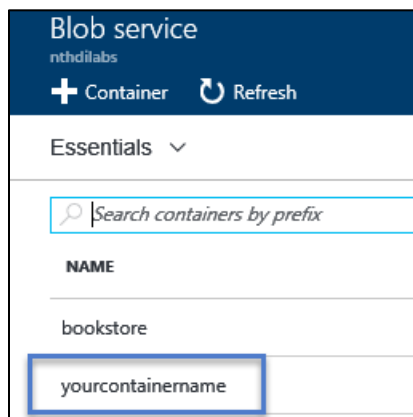 Blob service
nthdilabs
Container Refresh
Essentials
Search containers by prefix
NAME
bookstore
yourcontainername